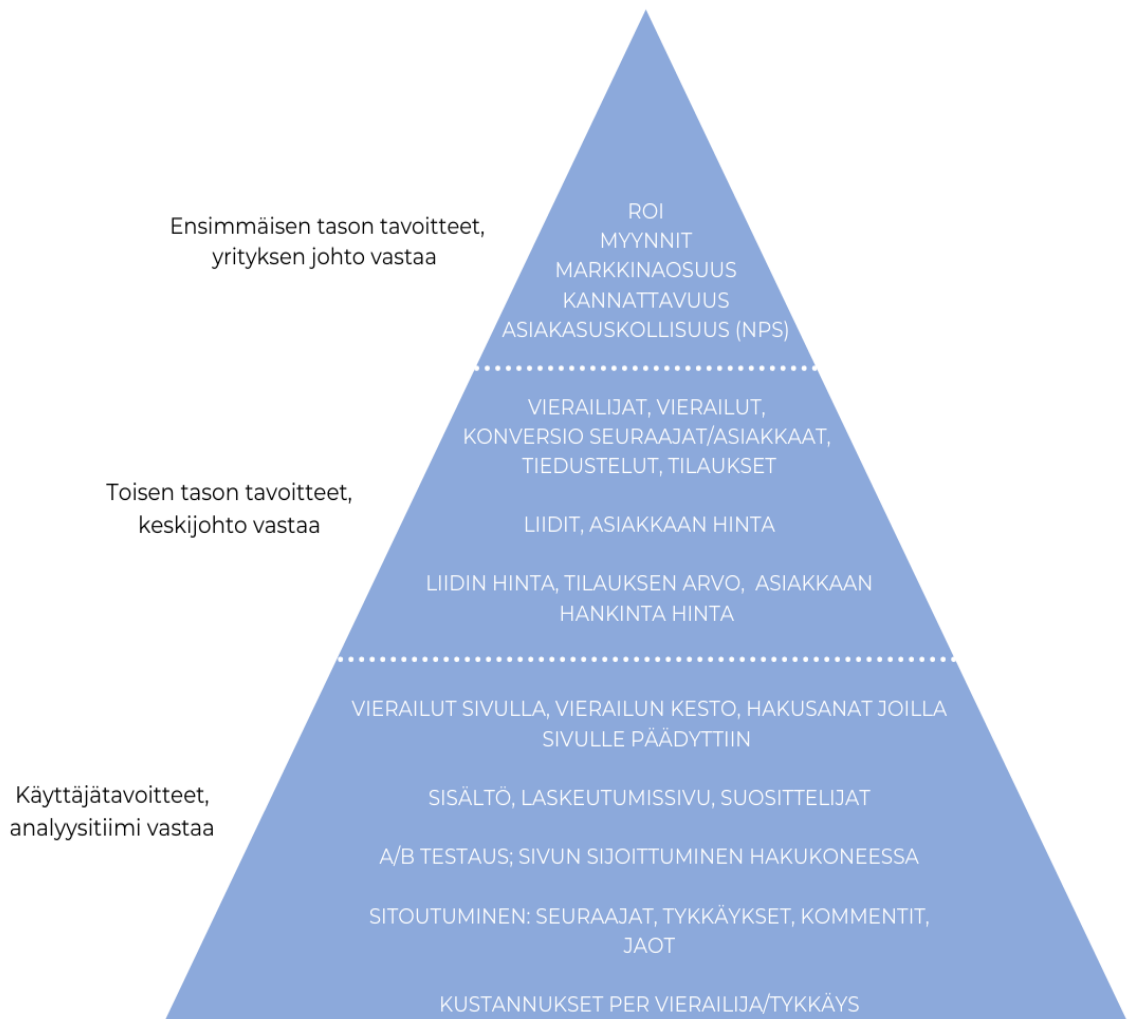 Ensimmäisen tason tavoitteet,
yrityksen johto vastaa
ROI
MYYNNIT
MARKKINAOSUUS
KANNATTAVUUS
ASIAKASUSKOLLISUUS (NPS)
Toisen tason tavoitteet,
keskijohto vastaa
VIERAILIJAT, VIERAILUT,
KONVERSIO SEURAAJAT/ASIAKKAAT,
TIEDUSTELUT, TILAUKSET
LIIDIT, ASIAKKAAN HINTA
LIIDIN HINTA, TILAUKSEN ARVO, ASIAKKAAN
HANKINTA HINTA
Käyttäjätavoitteet,
analyysitiimi vastaa
VIERAILUT SIVULLA, VIERAILUN KESTO, HAKUSANAT JOILLA
SIVULLE PÄÄDYTTIIN
SISÄLTÖ, LASKEUTUMISSIVU, SUOSITTELIJAT
A/B TESTAUS; SIVUN SIJOITTUMINEN HAKUKONEESSA
SITOUTUMINEN: SEURAAJAT, TYKKÄYKSET, KOMMENTIT,
JAOT
KUSTANNUKSET PER VIERAILIJA/TYKKÄYS